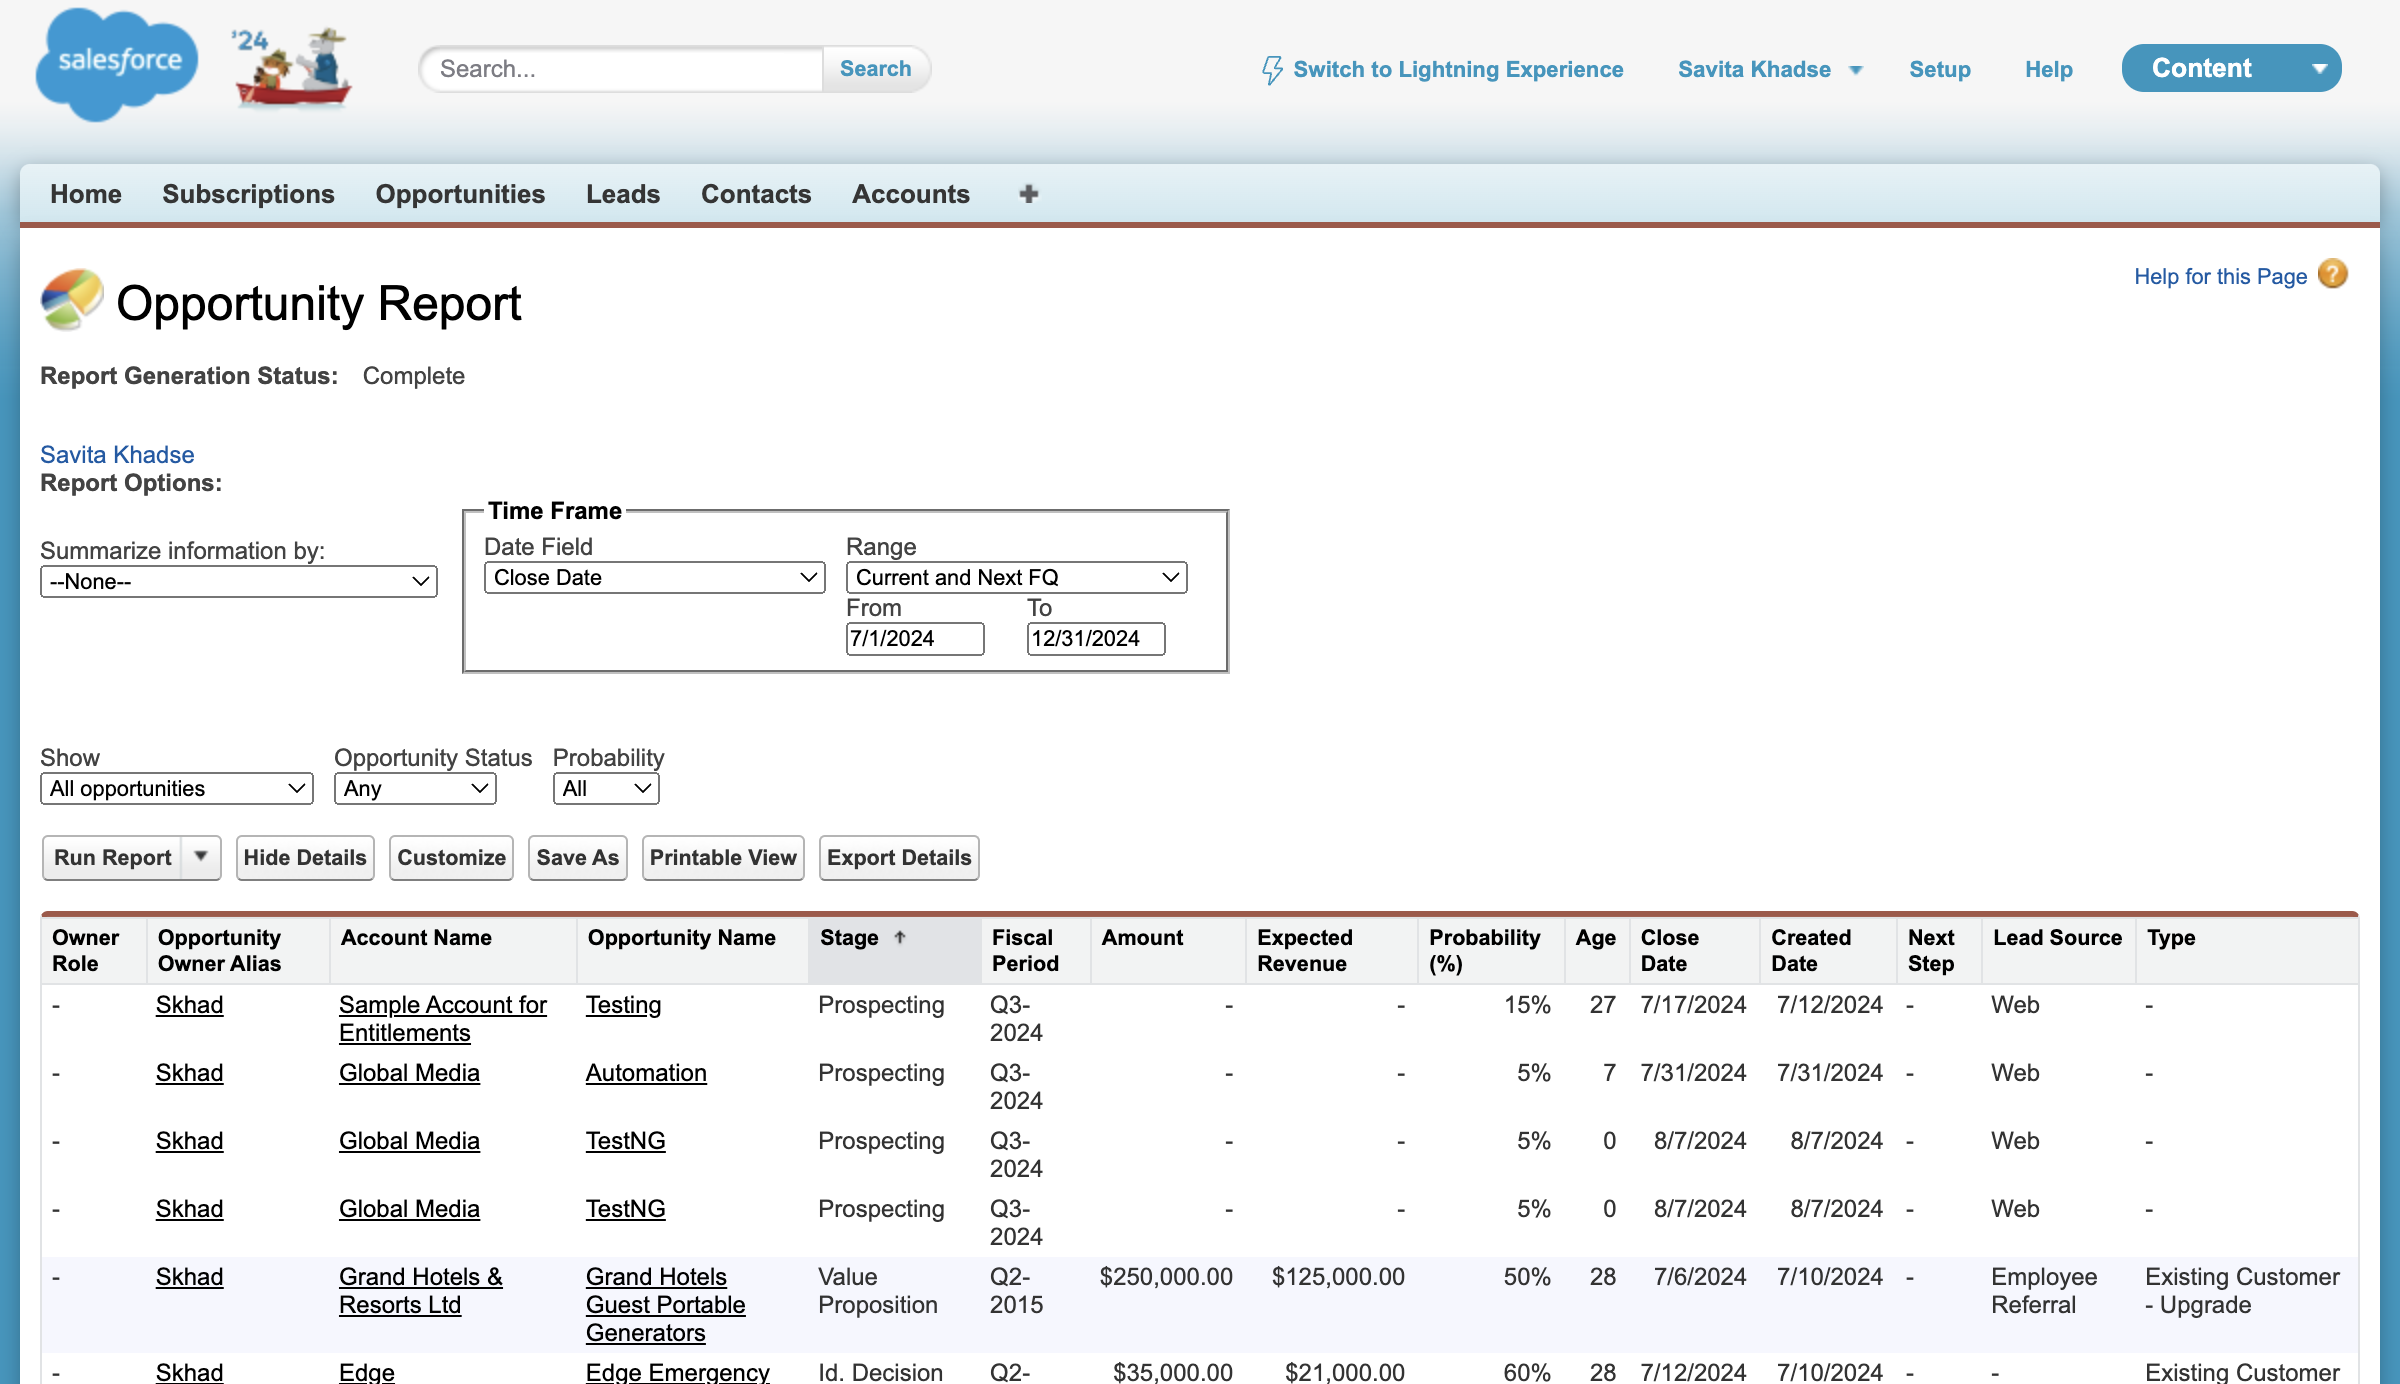 salesforce
'24
Search...
Search
Switch to Lightning Experience
Savita Khadse
Setup
Help
Content
Home Subscriptions Opportunities Leads Contacts Accounts +
Opportunity Report
Help for this Page ?
Report Generation Status: Complete
Savita Khadse
Report Options:
Summarize information by:
--None--
Time Frame
Date Field Range
Close Date Current and Next FQ
From To
7/1/2024 12/31/2024
Show Opportunity Status Probability
All opportunities Any All
Run Report Hide Details Customize Save As Printable View Export Details
Owner Role Opportunity Owner Alias Account Name Opportunity Name Stage Fiscal Period Amount Expected Revenue Probability (%) Age Close Date Created Date Next Step Lead Source Type
- Skhad Sample Account for Entitlements Testing Prospecting Q3-2024 - - 15% 27 7/17/2024 7/12/2024 - Web -
- Skhad Global Media Automation Prospecting Q3-2024 - - 5% 7 7/31/2024 7/31/2024 - Web -
- Skhad Global Media TestNG Prospecting Q3-2024 - - 5% 0 8/7/2024 8/7/2024 - Web -
- Skhad Global Media TestNG Prospecting Q3-2024 - - 5% 0 8/7/2024 8/7/2024 - Web -
- Skhad Grand Hotels & Resorts Ltd Grand Hotels Guest Portable Generators Value Proposition Q2-2015 $250,000.00 $125,000.00 50% 28 7/6/2024 7/10/2024 - Employee Referral Existing Customer - Upgrade
- Skhad Edge Edge Emergency Id. Decision Q2- $35,000.00 $21,000.00 60% 28 7/12/2024 7/10/2024 - - Existing Customer